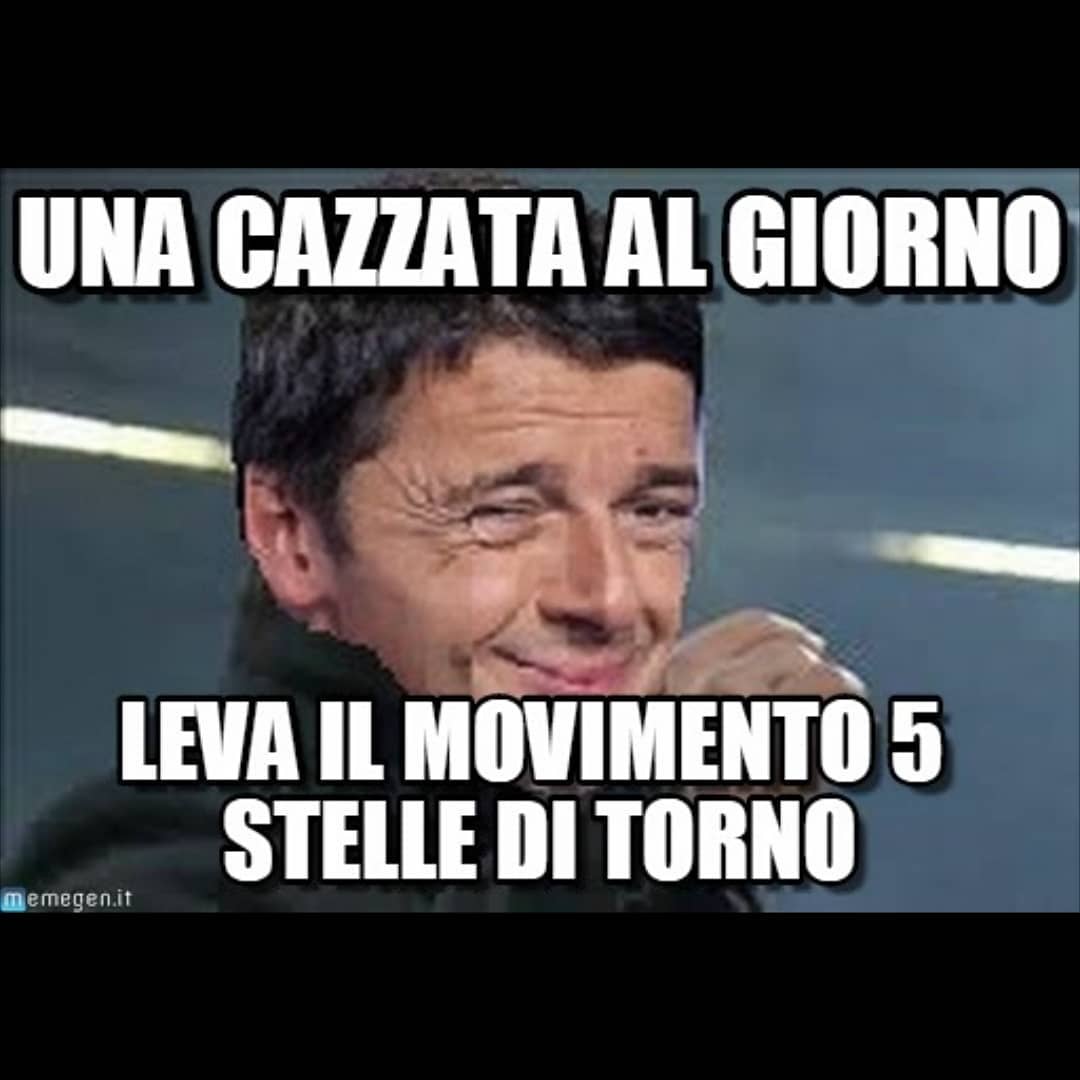 UNA CAZZATA AL GIORNO
LEVA IL MOVIMENTO 5
STELLE DI TORNO
memegen.it